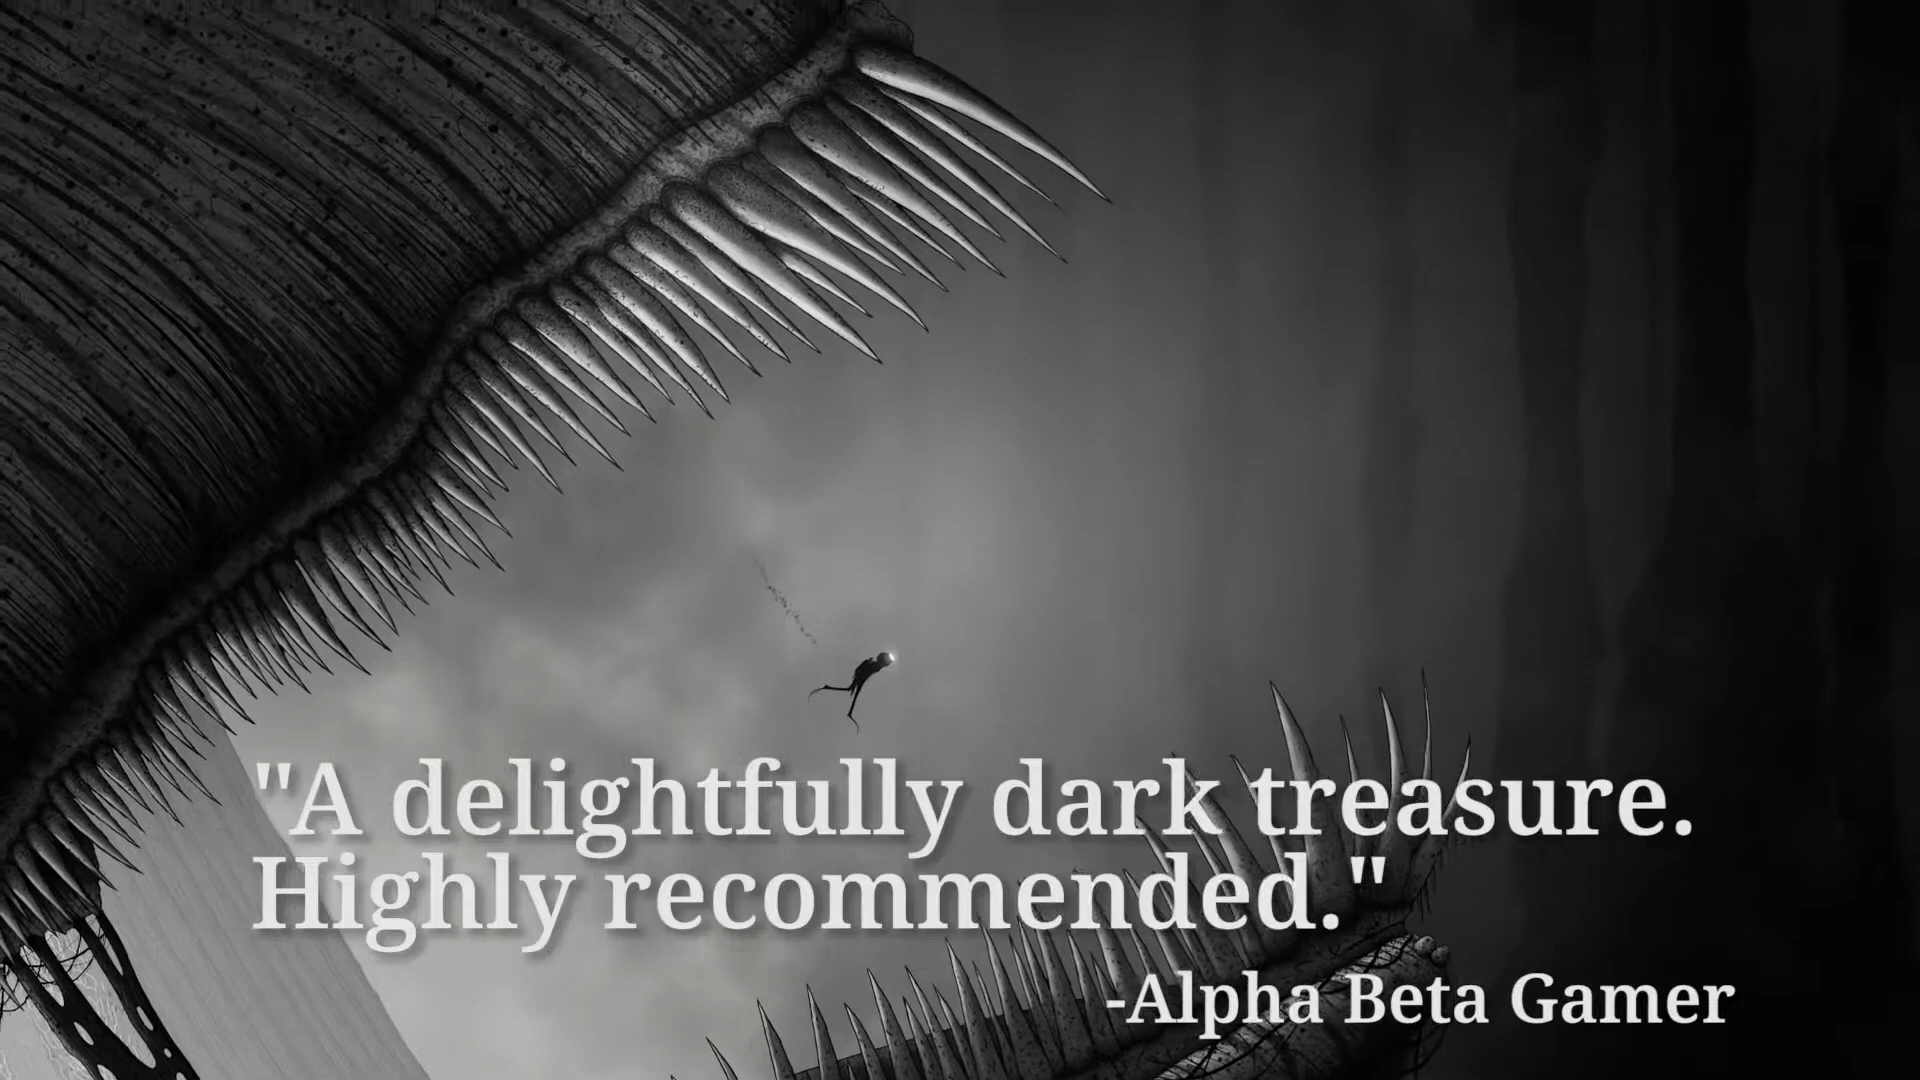 "A delightfully dark treasure.
Highly recommended."
-Alpha Beta Gamer